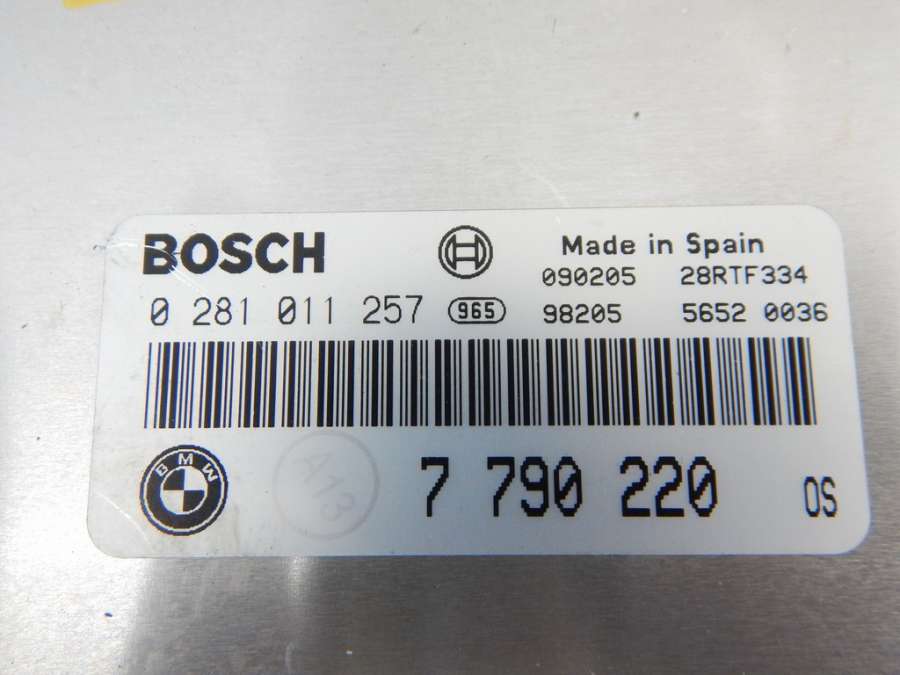 BOSCH
Made in Spain
090205 28RTF334
0 281 011 257 965 98205 5652 0036
BMW A13 7 790 220 OS